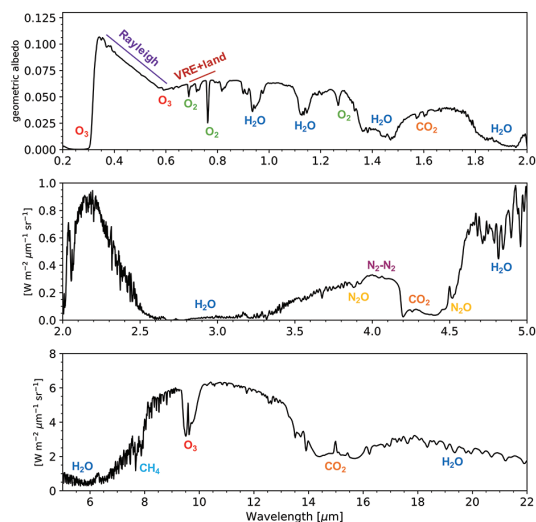 0.125
0.100
0.075
0.050
0.025
0.000
geometric albedo
Rayleigh
VRE+land
O₃
O₃
O₂
O₂
H₂O
H₂O
O₂
H₂O
CO₂
H₂O
0.2 0.4 0.6 0.8 1.0 1.2 1.4 1.6 1.8 2.0
1.0
0.8
0.6
0.4
0.2
0.0
[W m⁻² μm⁻¹ sr⁻¹]
H₂O
N₂-N₂
N₂O
CO₂
N₂O
H₂O
2.0 2.5 3.0 3.5 4.0 4.5 5.0
8
6
4
2
0
[W m⁻² μm⁻¹ sr⁻¹]
H₂O
CH₄
O₃
CO₂
H₂O
6 8 10 12 14 16 18 20 22
Wavelength [μm]